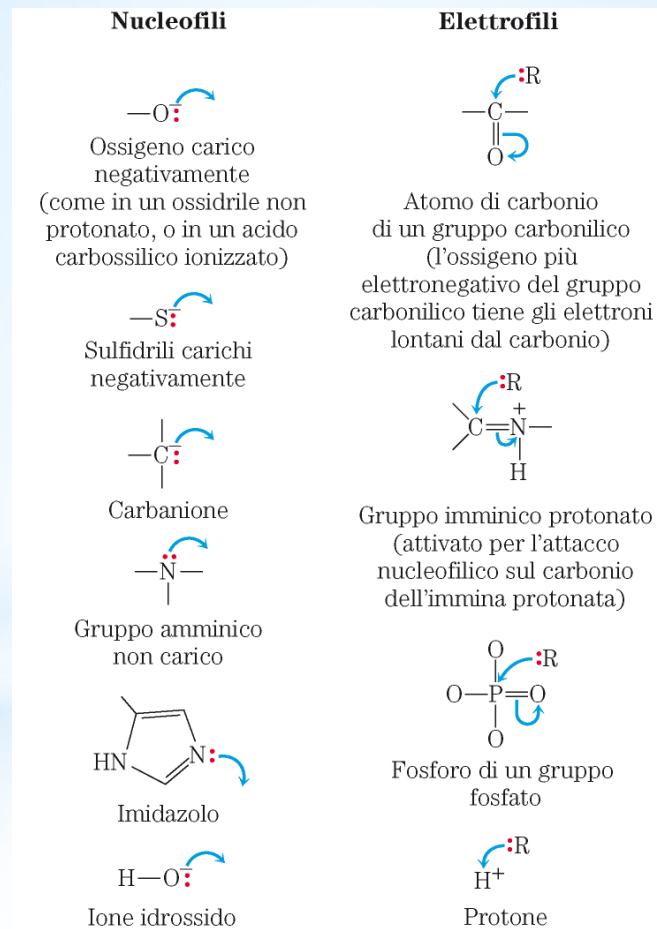 Nucleofili
—O:⁻
Ossigeno carico
negativamente
(come in un ossidrile non
protonato, o in un acido
carbossilico ionizzato)
—S:⁻
Sulfidrili carichi
negativamente
—C:⁻
Carbanione
—N—
Gruppo amminico
non carico
HN
N:
Imidazolo
H—O:⁻
Ione idrossido
Elettrofili
:R
—C—
O
Atomo di carbonio
di un gruppo carbonilico
(l'ossigeno più
elettronegativo del gruppo
carbonilico tiene gli elettroni
lontani dal carbonio)
:R
C=N⁺—
H
Gruppo imminico protonato
(attivato per l'attacco
nucleofilico sul carbonio
dell'immina protonata)
O :R
O—P=O
O
Fosforo di un gruppo
fosfato
:R
H⁺
Protone